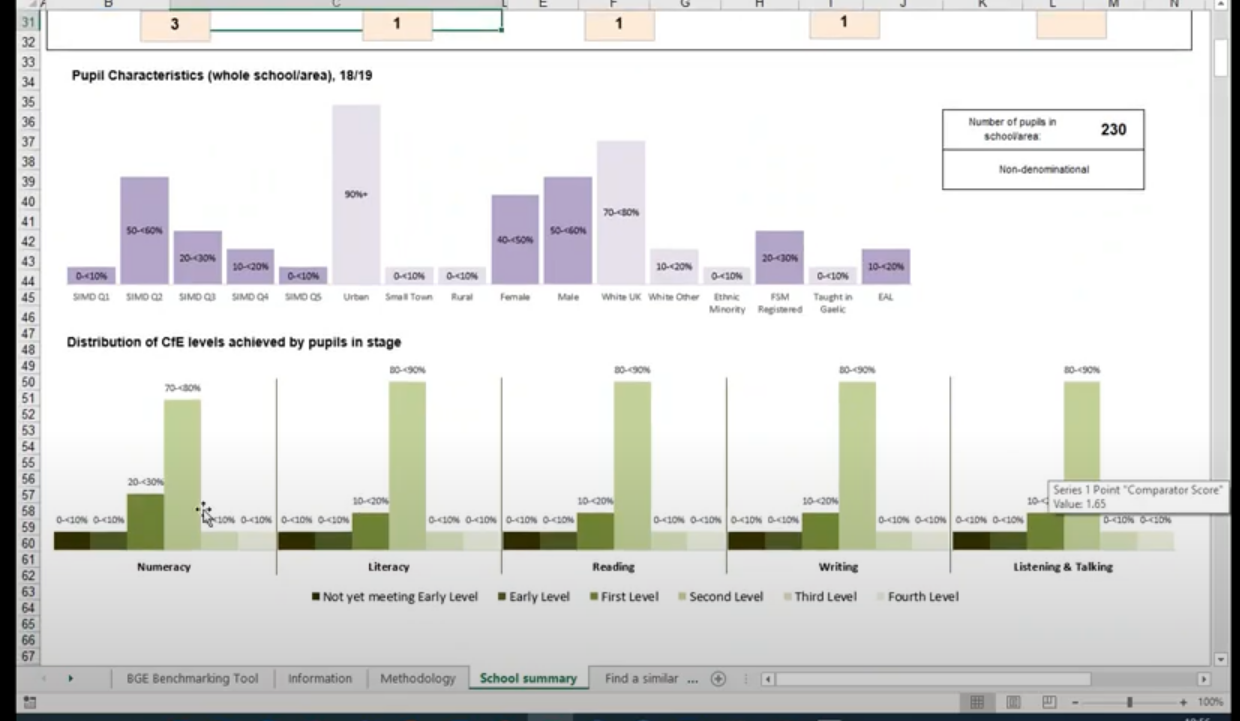 A B C D E F G H I J K L M N
31 3 1 1 1
32
33
34 Pupil Characteristics (whole school/area), 18/19
35
36 Number of pupils in school/area: 230
37
38
39 Non-denominational
40
41
42
43
44
45
46
90%+
70-<80%
50-<60% 40-<50% 50-<60%
20-<30% 10-<20% 10-<20% 20-<30% 10-<20%
0-<10% 0-<10% 0-<10% 0-<10% 0-<10% 0-<10%
SIMD Q1 SIMD Q2 SIMD Q3 SIMD Q4 SIMD Q5 Urban Small Town Rural Female Male White UK White Other Ethnic Minority FSM Registered Taught in Gaelic EAL
47
48 Distribution of CfE levels achieved by pupils in stage
49
50
51
52
53
54
55
56
57
58
59
60
61
62
63
64
65
66
67
70-<80% 80-<90% 80-<90% 80-<90% 80-<90%
20-<30% 10-<20% 10-<20% 10-<20%
Series 1 Point "Comparator Score"
Value: 1.65
0-<10% 0-<10% 0-<10% 0-<10% 0-<10% 0-<10% 0-<10% 0-<10% 0-<10% 0-<10% 0-<10% 0-<10% 0-<10% 0-<10% 0-<10% 0-<10% 0-<10% 0-<10% 0-<10%
Numeracy Literacy Reading Writing Listening & Talking
Not yet meeting Early Level Early Level First Level Second Level Third Level Fourth Level
BGE Benchmarking Tool Information Methodology School summary Find a similar ...
100%